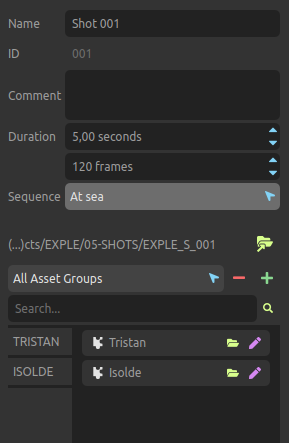 Name Shot 001
ID 001
Comment
Duration 5,00 seconds
120 frames
Sequence At sea
(...)cts/EXPLE/05-SHOTS/EXPLE_S_001
All Asset Groups
Search...
TRISTAN Tristan
ISOLDE Isolde